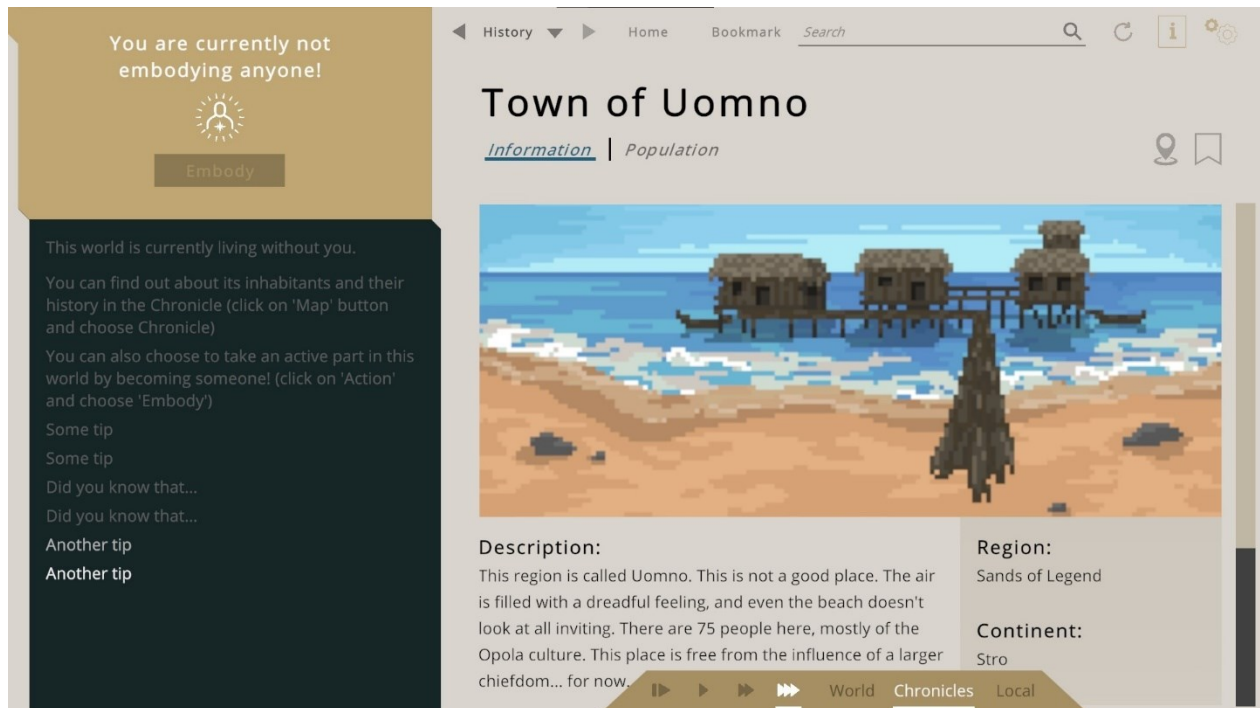 You are currently not
embodying anyone!
Embody
This world is currently living without you.
You can find out about its inhabitants and their
history in the Chronicle (click on 'Map' button
and choose Chronicle)
You can also choose to take an active part in this
world by becoming someone! (click on 'Action'
and choose 'Embody')
Some tip
Some tip
Did you know that...
Did you know that...
Another tip
Another tip
History Home Bookmark Search i
Town of Uomno
Information | Population
Description:
This region is called Uomno. This is not a good place. The air
is filled with a dreadful feeling, and even the beach doesn't
look at all inviting. There are 75 people here, mostly of the
Opola culture. This place is free from the influence of a larger
chiefdom... for now.
Region:
Sands of Legend
Continent:
Stro
World Chronicles Local